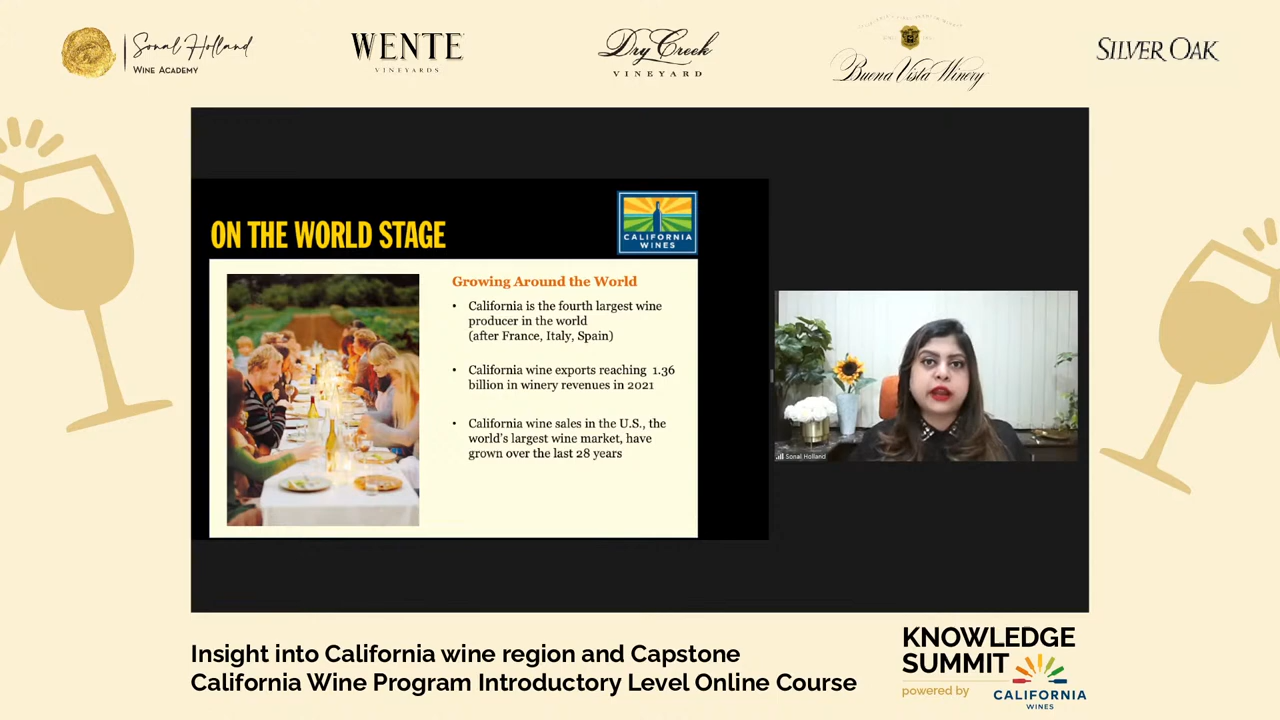 Sonal Holland
WINE ACADEMY
WENTE
VINEYARDS
Dry Creek
VINEYARD
Buena Vista Winery
SILVER OAK
ON THE WORLD STAGE
CALIFORNIA
WINES
Growing Around the World
• California is the fourth largest wine
producer in the world
(after France, Italy, Spain)
• California wine exports reaching 1.36
billion in winery revenues in 2021
• California wine sales in the U.S., the
world's largest wine market, have
grown over the last 28 years
Sonal Holland
Insight into California wine region and Capstone
California Wine Program Introductory Level Online Course
KNOWLEDGE
SUMMIT
powered by
CALIFORNIA
WINES